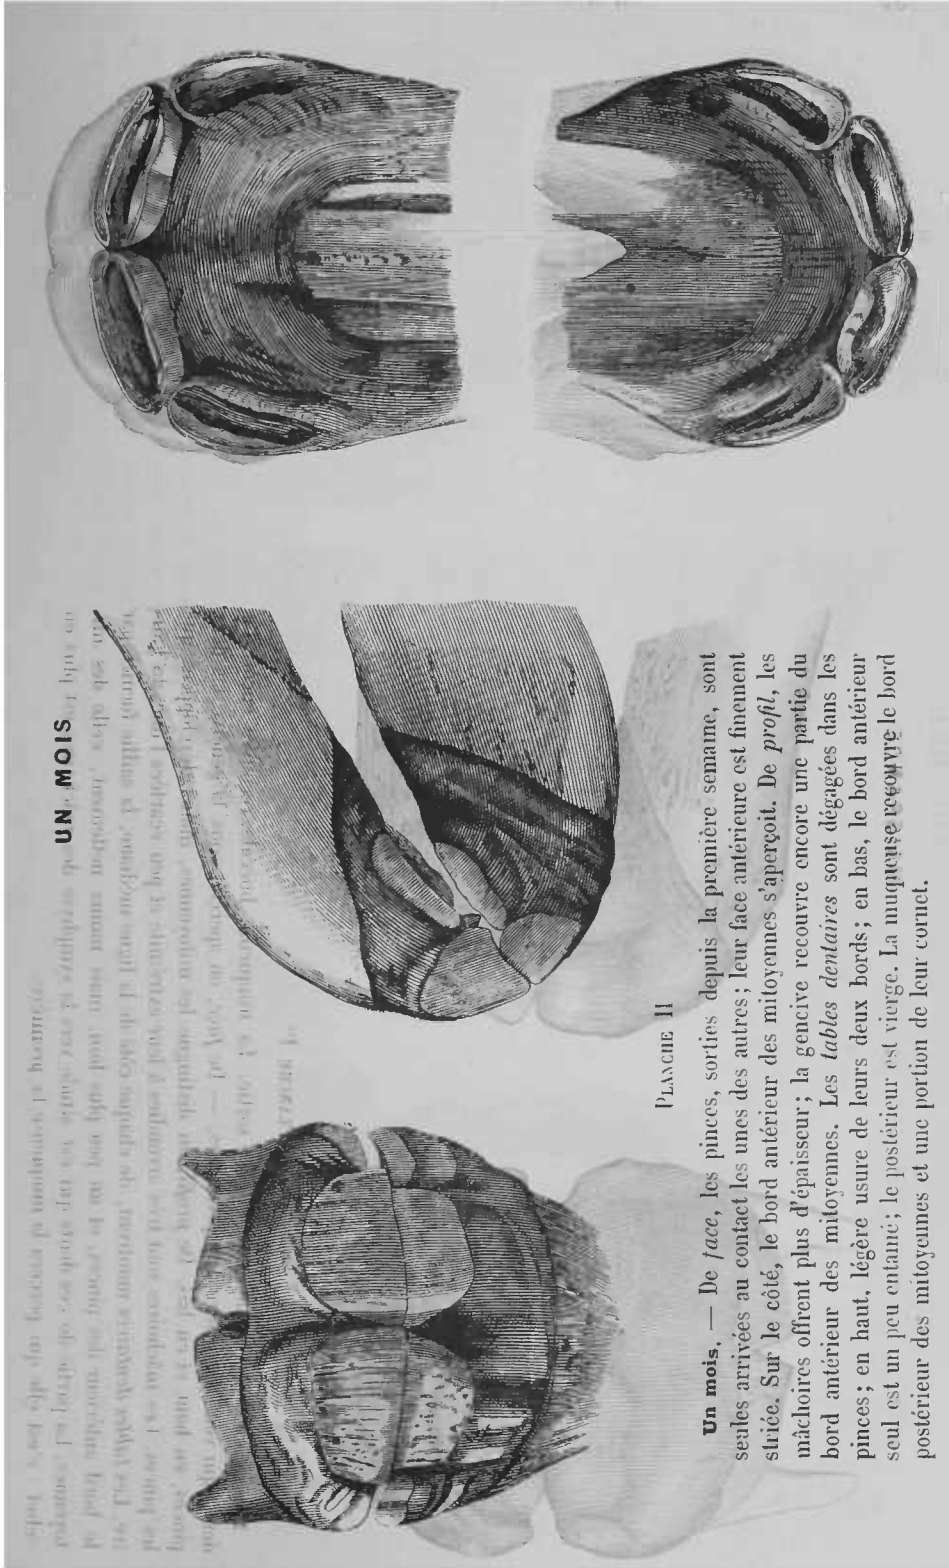 UN MOIS
PLANCHE II
Un mois. — De face, les pinces, sorties depuis la première semaine, sont
seules arrivées au contact les unes des autres ; leur face antérieure est finement
striée. Sur le côté, le bord antérieur des mitoyennes s'aperçoit. De profil, les
mâchoires offrent plus d'épaisseur ; la gencive recouvre encore une partie du
bord antérieur des mitoyennes. Les tables dentaires sont dégagées dans les
pinces ; en haut, légère usure de leurs deux bords ; en bas, le bord antérieur
seul est un peu entamé ; le postérieur est vierge. La muqueuse recouvre le bord
postérieur des mitoyennes et une portion de leur cornet.